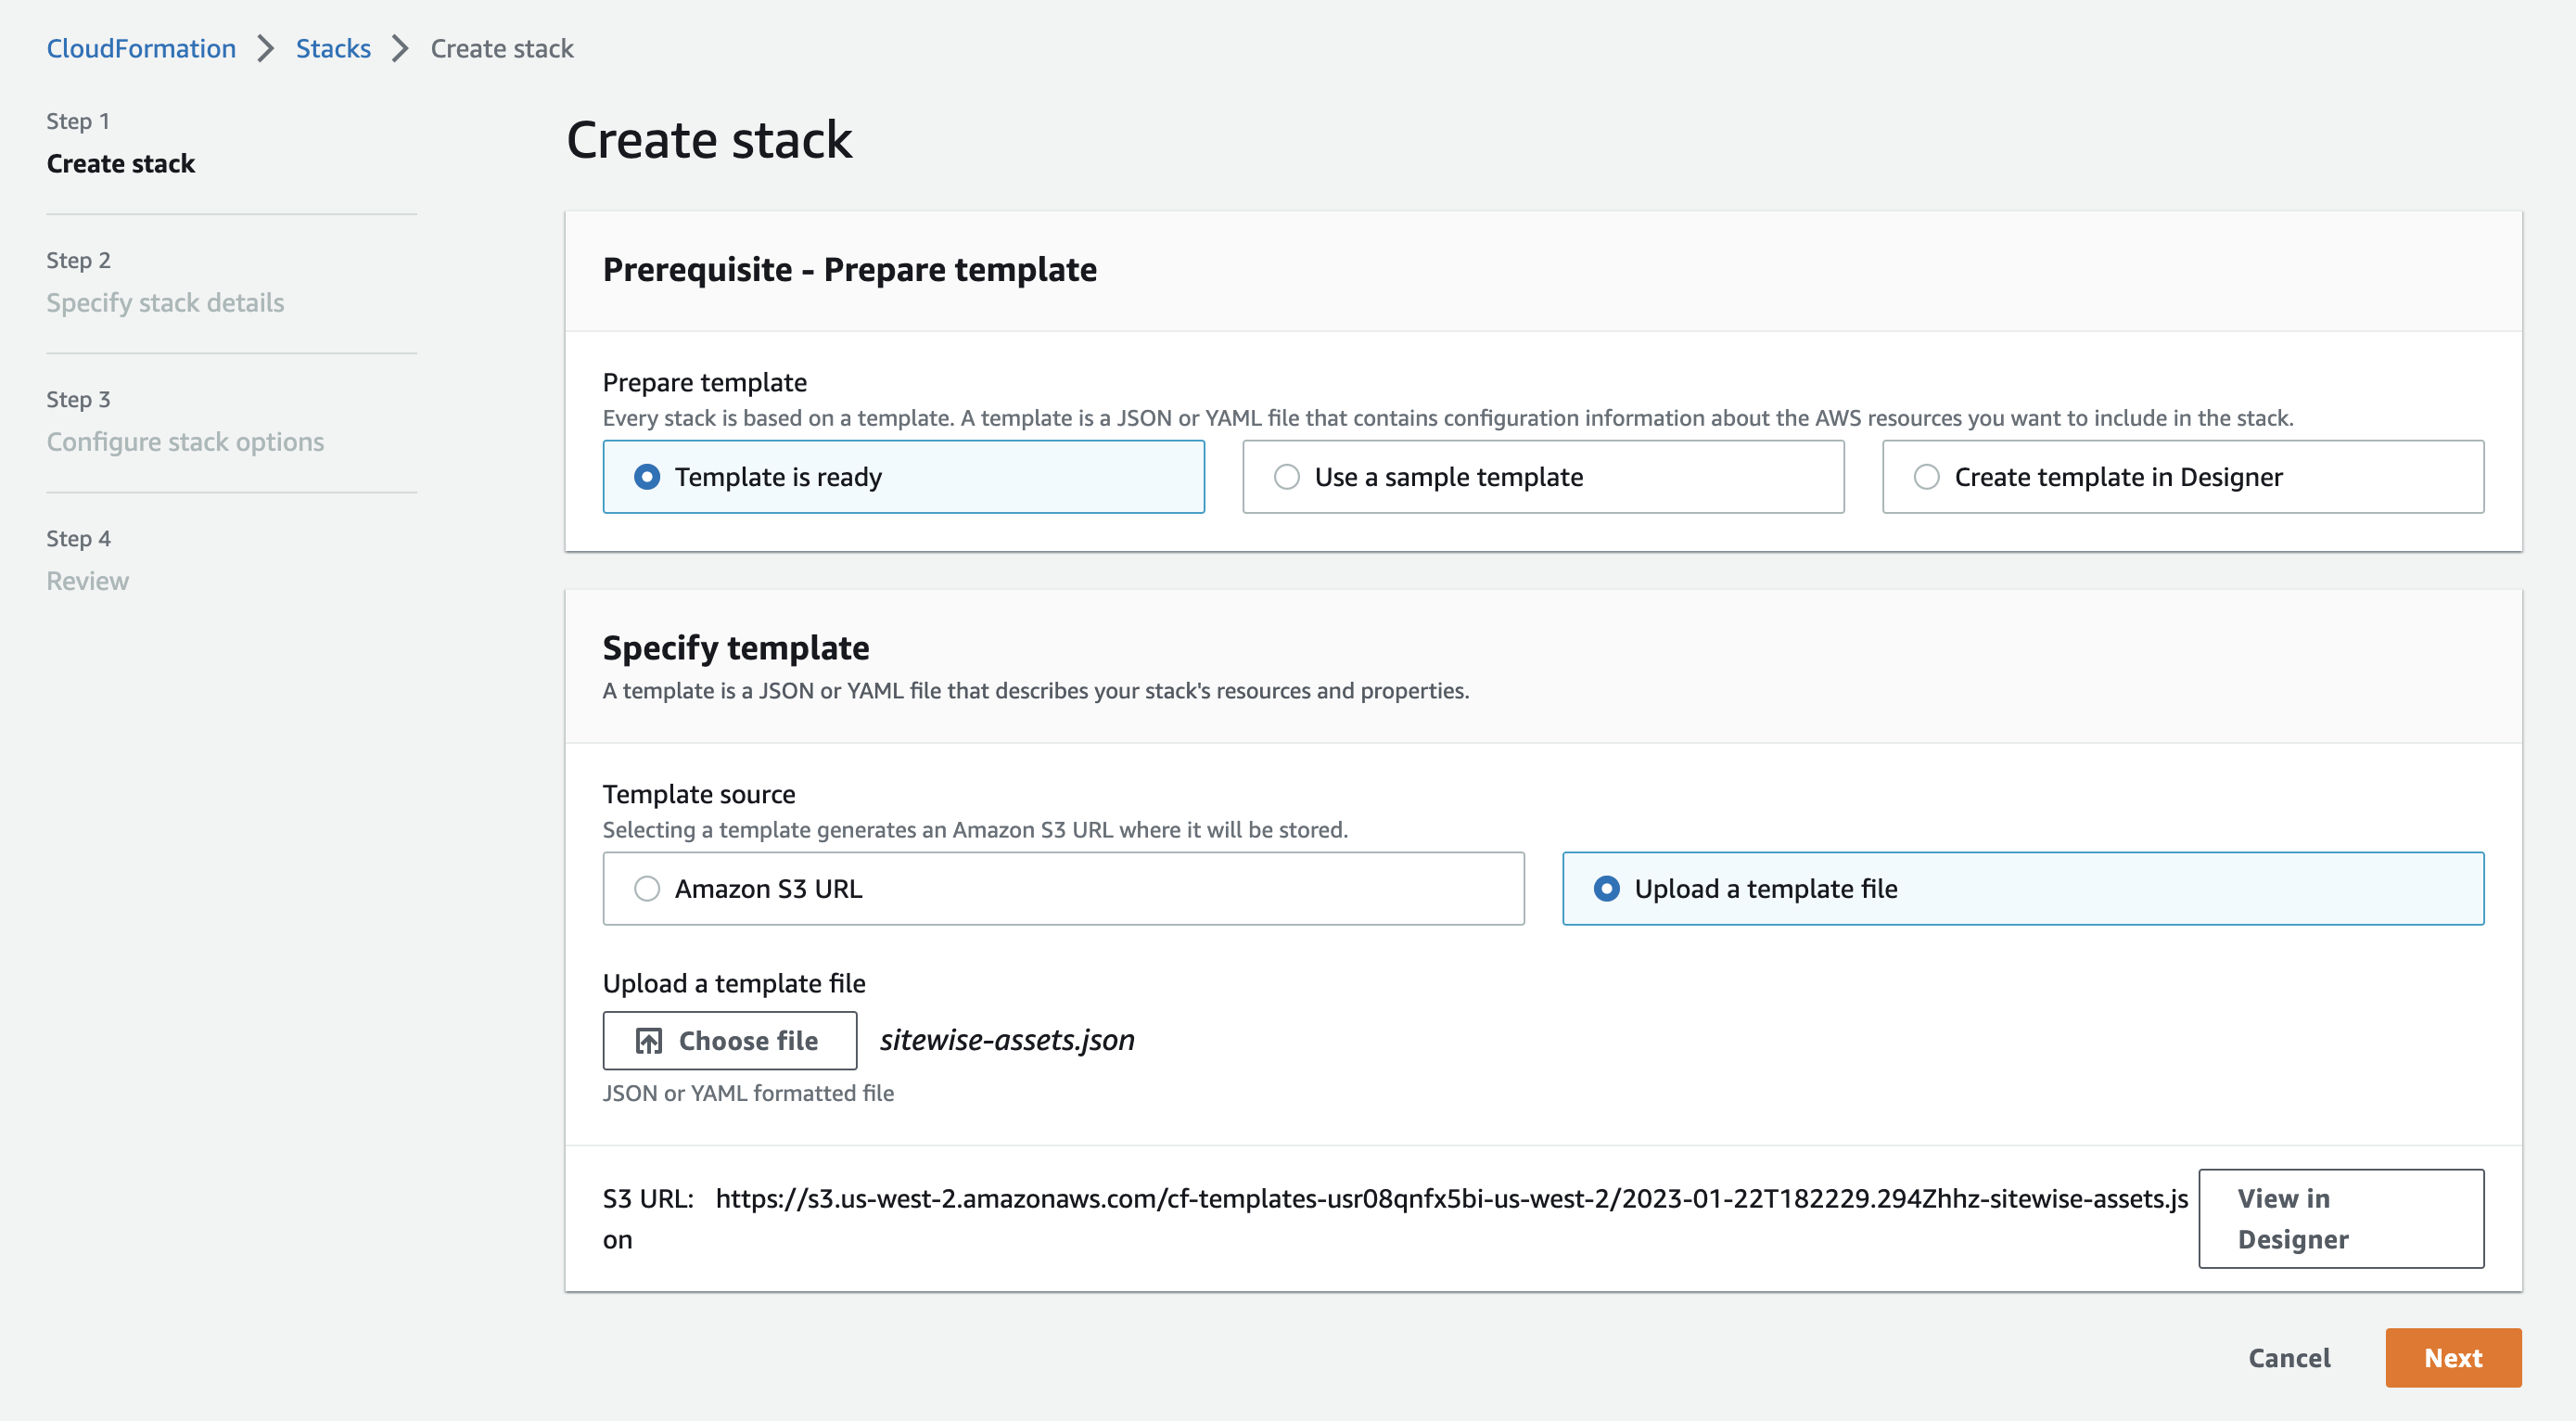 CloudFormation > Stacks > Create stack
Step 1
Create stack
Step 2
Specify stack details
Step 3
Configure stack options
Step 4
Review
Create stack
Prerequisite - Prepare template
Prepare template
Every stack is based on a template. A template is a JSON or YAML file that contains configuration information about the AWS resources you want to include in the stack.
Template is ready
Use a sample template
Create template in Designer
Specify template
A template is a JSON or YAML file that describes your stack's resources and properties.
Template source
Selecting a template generates an Amazon S3 URL where it will be stored.
Amazon S3 URL
Upload a template file
Upload a template file
Choose file sitewise-assets.json
JSON or YAML formatted file
S3 URL: https://s3.us-west-2.amazonaws.com/cf-templates-usr08qnfx5bi-us-west-2/2023-01-22T182229.294Zhhz-sitewise-assets.js
on
View in
Designer
Cancel
Next